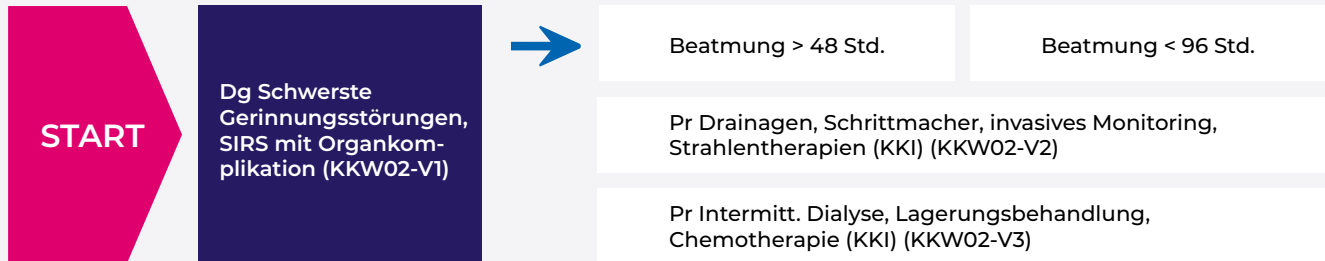 START
Dg Schwerste
Gerinnungsstörungen,
SIRS mit Organkom-
plikation (KKW02-V1)
Beatmung > 48 Std.
Beatmung < 96 Std.
Pr Drainagen, Schrittmacher, invasives Monitoring,
Strahlentherapien (KKI) (KKW02-V2)
Pr Intermitt. Dialyse, Lagerungsbehandlung,
Chemotherapie (KKI) (KKW02-V3)